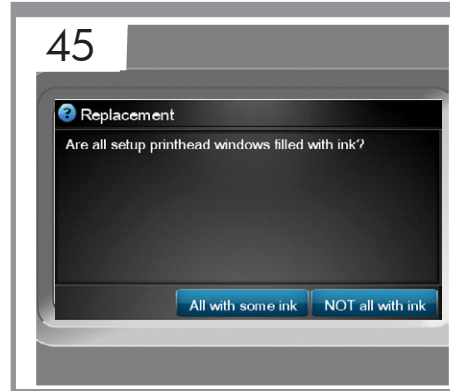 45
Replacement
Are all setup printhead windows filled with ink?
All with some ink NOT all with ink